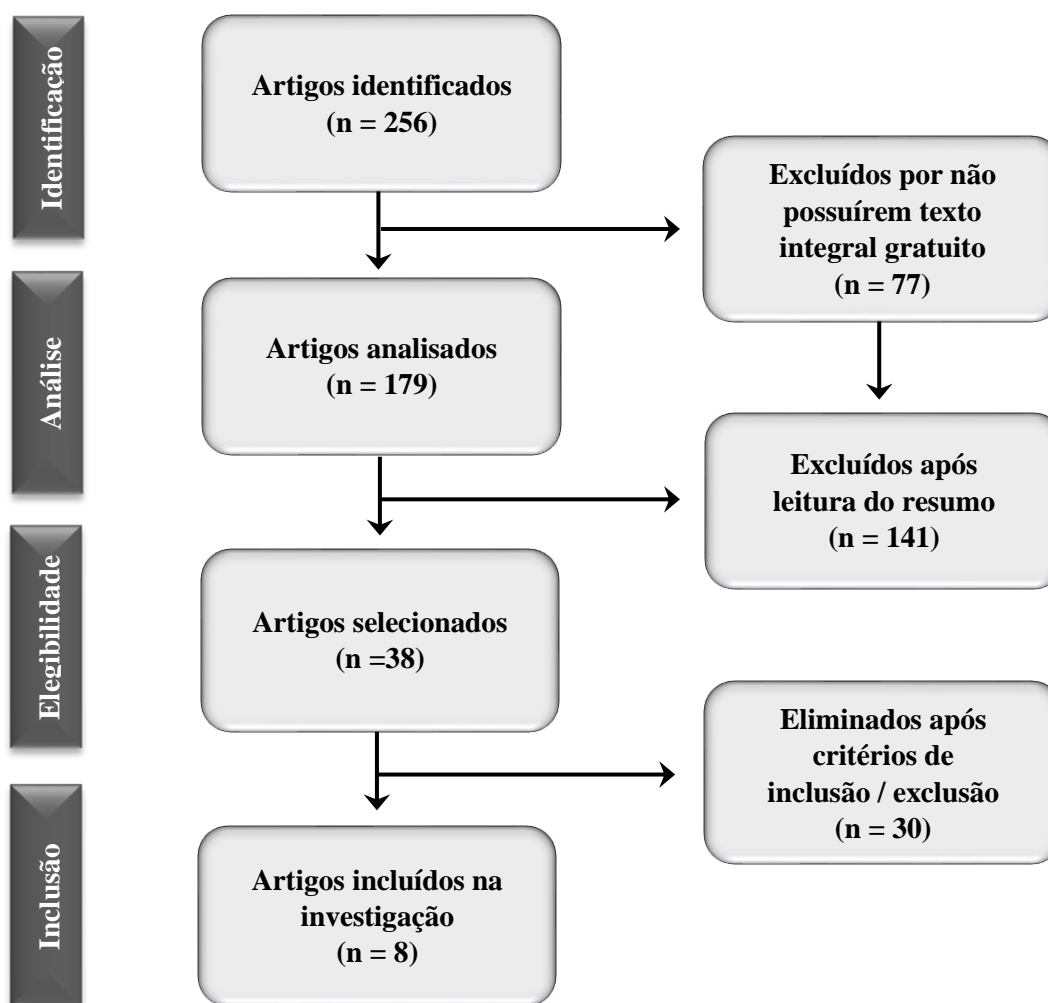 Identificação
Artigos identificados
(n = 256)
Excluídos por não
possuírem texto
integral gratuito
(n = 77)
Análise
Artigos analisados
(n = 179)
Excluídos após
leitura do resumo
(n = 141)
Elegibilidade
Artigos selecionados
(n =38)
Eliminados após
critérios de
inclusão / exclusão
(n = 30)
Inclusão
Artigos incluídos na
investigação
(n = 8)